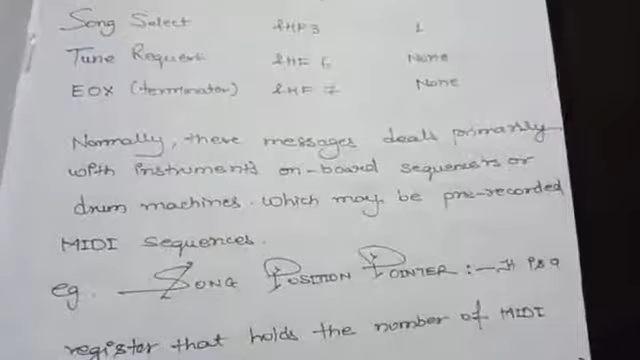 Song Select &HF3 1
Tune Request &HF6 None
EOX (terminator) &HF7 None
Normally, these messages deals primarily
with instruments on-board sequencers or
drum machines. which may be pre-recorded
MIDI sequences.
eg. Song Position Pointer :- It is a
register that holds the number of MIDI